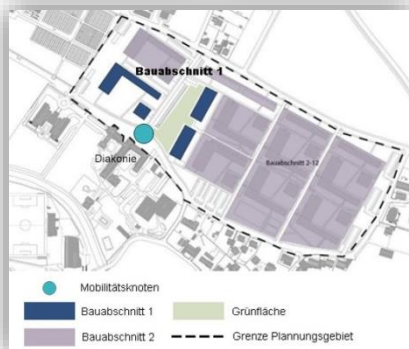 Bauabschnitt 1
Diakonie
Bauabschnitt 2-12
Mobilitätsknoten
Bauabschnitt 1
Grünfläche
Bauabschnitt 2
Grenze Plannungsgebiet